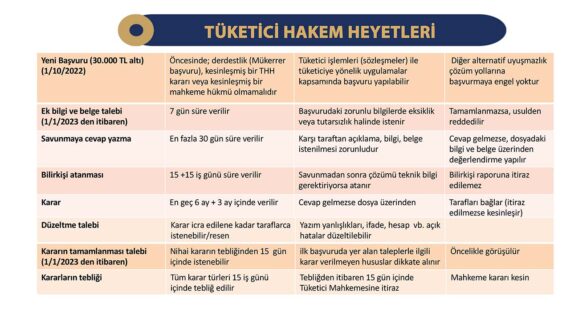 TÜKETİCİ HAKEM HEYETLERİ
Yeni Başvuru (30.000 TL altı)
(1/10/2022)
Öncesinde; derdestlik (Mükerrer
başvuru), kesinleşmiş bir THH
kararı veya kesinleşmiş bir
mahkeme hükmü olmamalıdır
Tüketici işlemleri (sözleşmeler) ile
tüketiciye yönelik uygulamalar
kapsamında başvuru yapılabilir
Diğer alternatif uyuşmazlık
çözüm yollarına
başvurmaya engel yoktur
Ek bilgi ve belge talebi
(1/1/2023 den itibaren)
7 gün süre verilir
Başvurudaki zorunlu bilgilerde eksiklik
veya tutarsızlık halinde istenir
Tamamlanmazsa, usulden
reddedilir
Savunmaya cevap yazma
En fazla 30 gün süre verilir
Karşı taraftan açıklama, bilgi, belge
istenilmesi zorunludur
Cevap gelmezse, dosyadaki
bilgi ve belge üzerinden
değerlendirme yapılır
Bilirkişi atanması
15 +15 iş günü süre verilir
Savunmadan sonra çözümü teknik bilgi
gerektiriyorsa atanır
Bilirkişi raporuna itiraz
edilemez
Karar
En geç 6 ay + 3 ay içinde verilir
Cevap gelmezse dosya üzerinden
Tarafları bağlar (itiraz
edilmezse kesinleşir)
Düzeltme talebi
Karar icra edilene kadar taraflarca
istenebilir/resen
Yazım yanlışlıkları, ifade, hesap vb. açık
hatalar düzeltilebilir
Kararın tamamlanması talebi
(1/1/2023 den itibaren)
Nihai kararın tebliğinden 15 gün
içinde istenebilir
ilk başvuruda yer alan taleplerle ilgili
karar verilmeyen hususlar dikkate alınır
Öncelikle görüşülür
Kararların tebliği
Tüm karar türleri 15 iş günü
içinde tebliğ edilir
Tebliğden itibaren 15 gün içinde
Tüketici Mahkemesine itiraz
Mahkeme kararı kesin